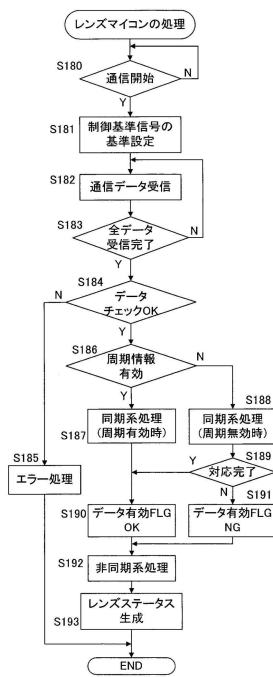 レンズマイコンの処理
S180
通信開始
N
Y
S181
制御基準信号の
基準設定
S182
通信データ受信
S183
全データ
受信完了
N
Y
S184
データ
チェックOK
N
Y
S186
周期情報
有効
N
Y
S187
同期系処理
(周期有効時)
S188
同期系処理
(周期無効時)
S189
対応完了
Y
N
S185
エラー処理
S190
データ有効FLG
OK
S191
データ有効FLG
NG
S192
非同期系処理
S193
レンズステータス
生成
END